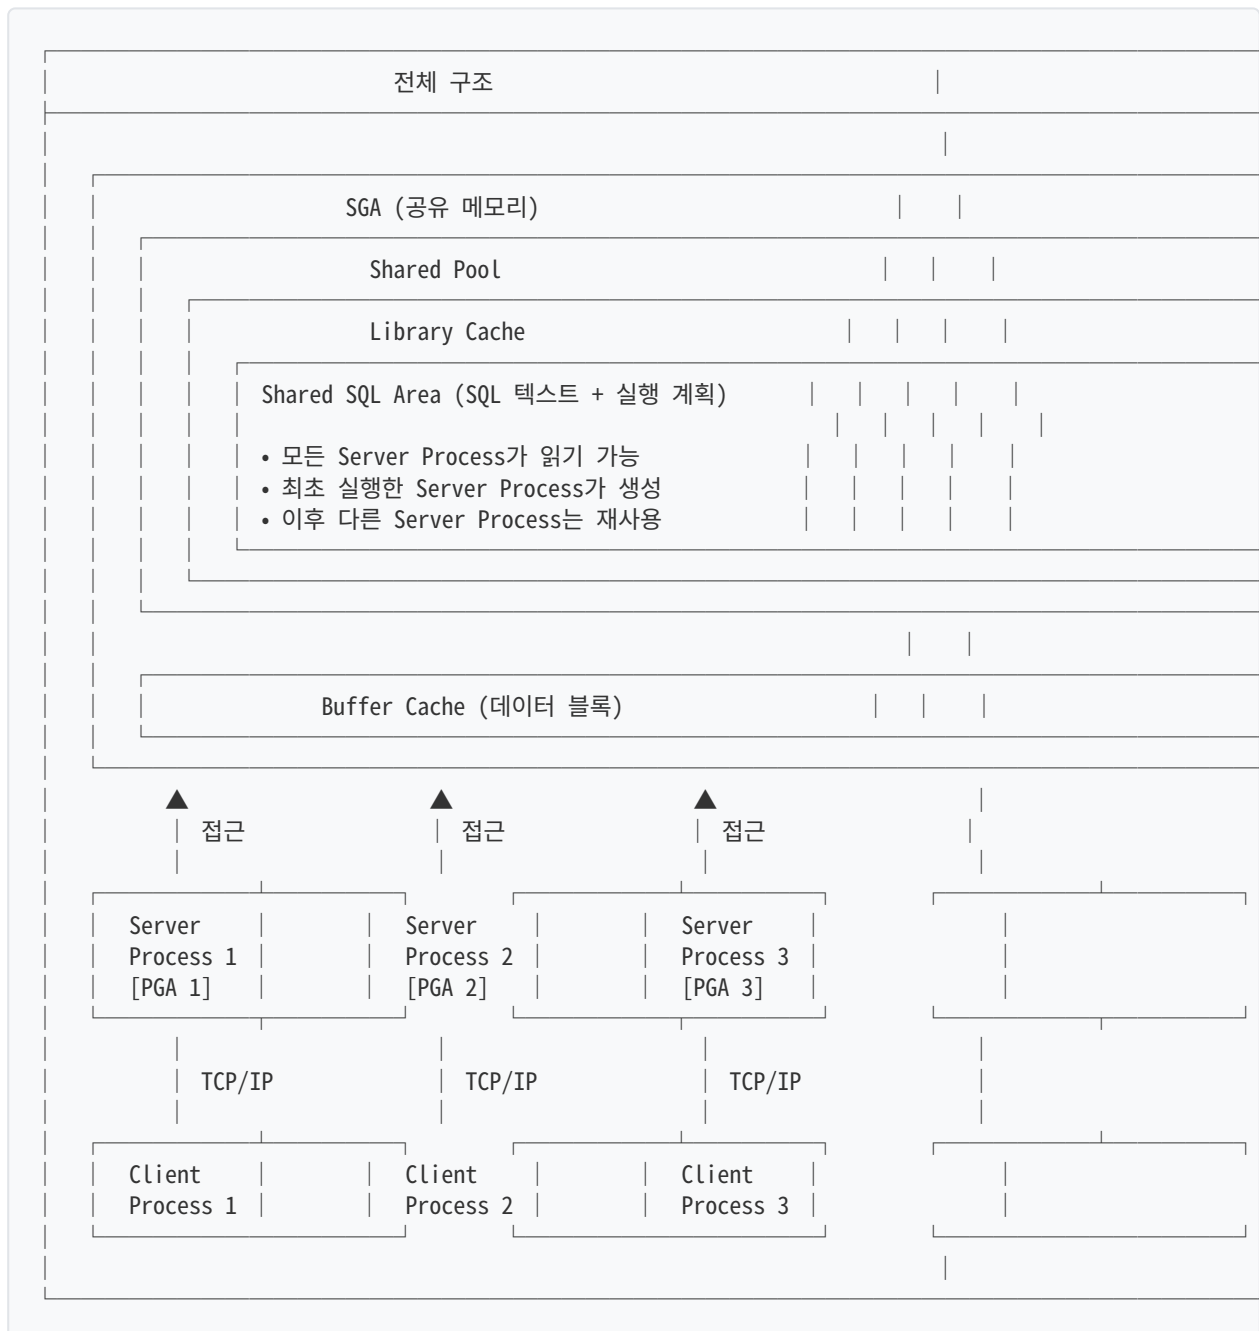 전체 구조
SGA (공유 메모리)
Shared Pool
Library Cache
Shared SQL Area (SQL 텍스트 + 실행 계획)
• 모든 Server Process가 읽기 가능
• 최초 실행한 Server Process가 생성
• 이후 다른 Server Process는 재사용
Buffer Cache (데이터 블록)
▲ ▲ ▲
접근 접근 접근
Server Server Server
Process 1 Process 2 Process 3
[PGA 1] [PGA 2] [PGA 3]
TCP/IP TCP/IP TCP/IP
Client Client Client
Process 1 Process 2 Process 3